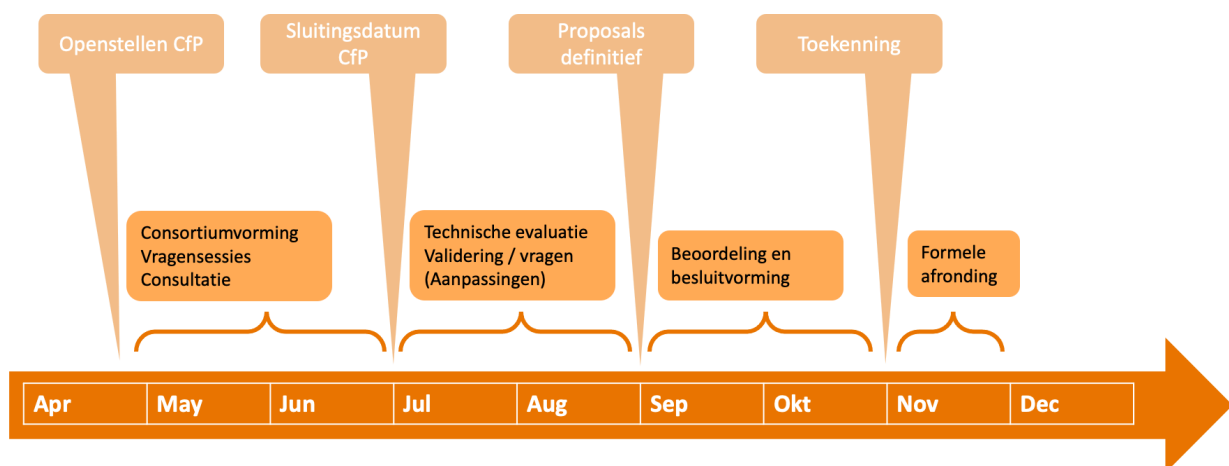 Openstellen CfP
Sluitingsdatum
CfP
Proposals
definitief
Toekenning
Consortiumvorming
Vragensessies
Consultatie
Technische evaluatie
Validering / vragen
(Aanpassingen)
Beoordeling en
besluitvorming
Formele
afronding
Apr May Jun Jul Aug Sep Okt Nov Dec